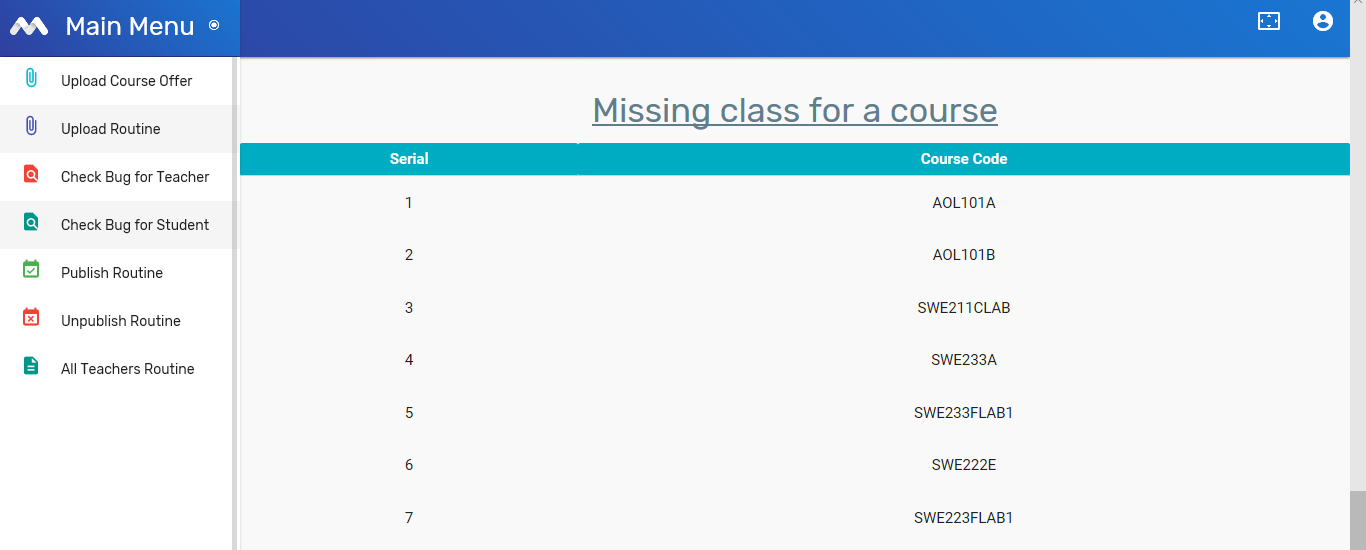 Main Menu
Upload Course Offer
Upload Routine
Check Bug for Teacher
Check Bug for Student
Publish Routine
Unpublish Routine
All Teachers Routine
Missing class for a course
Serial Course Code
1 AOL101A
2 AOL101B
3 SWE211CLAB
4 SWE233A
5 SWE233FLAB1
6 SWE222E
7 SWE223FLAB1